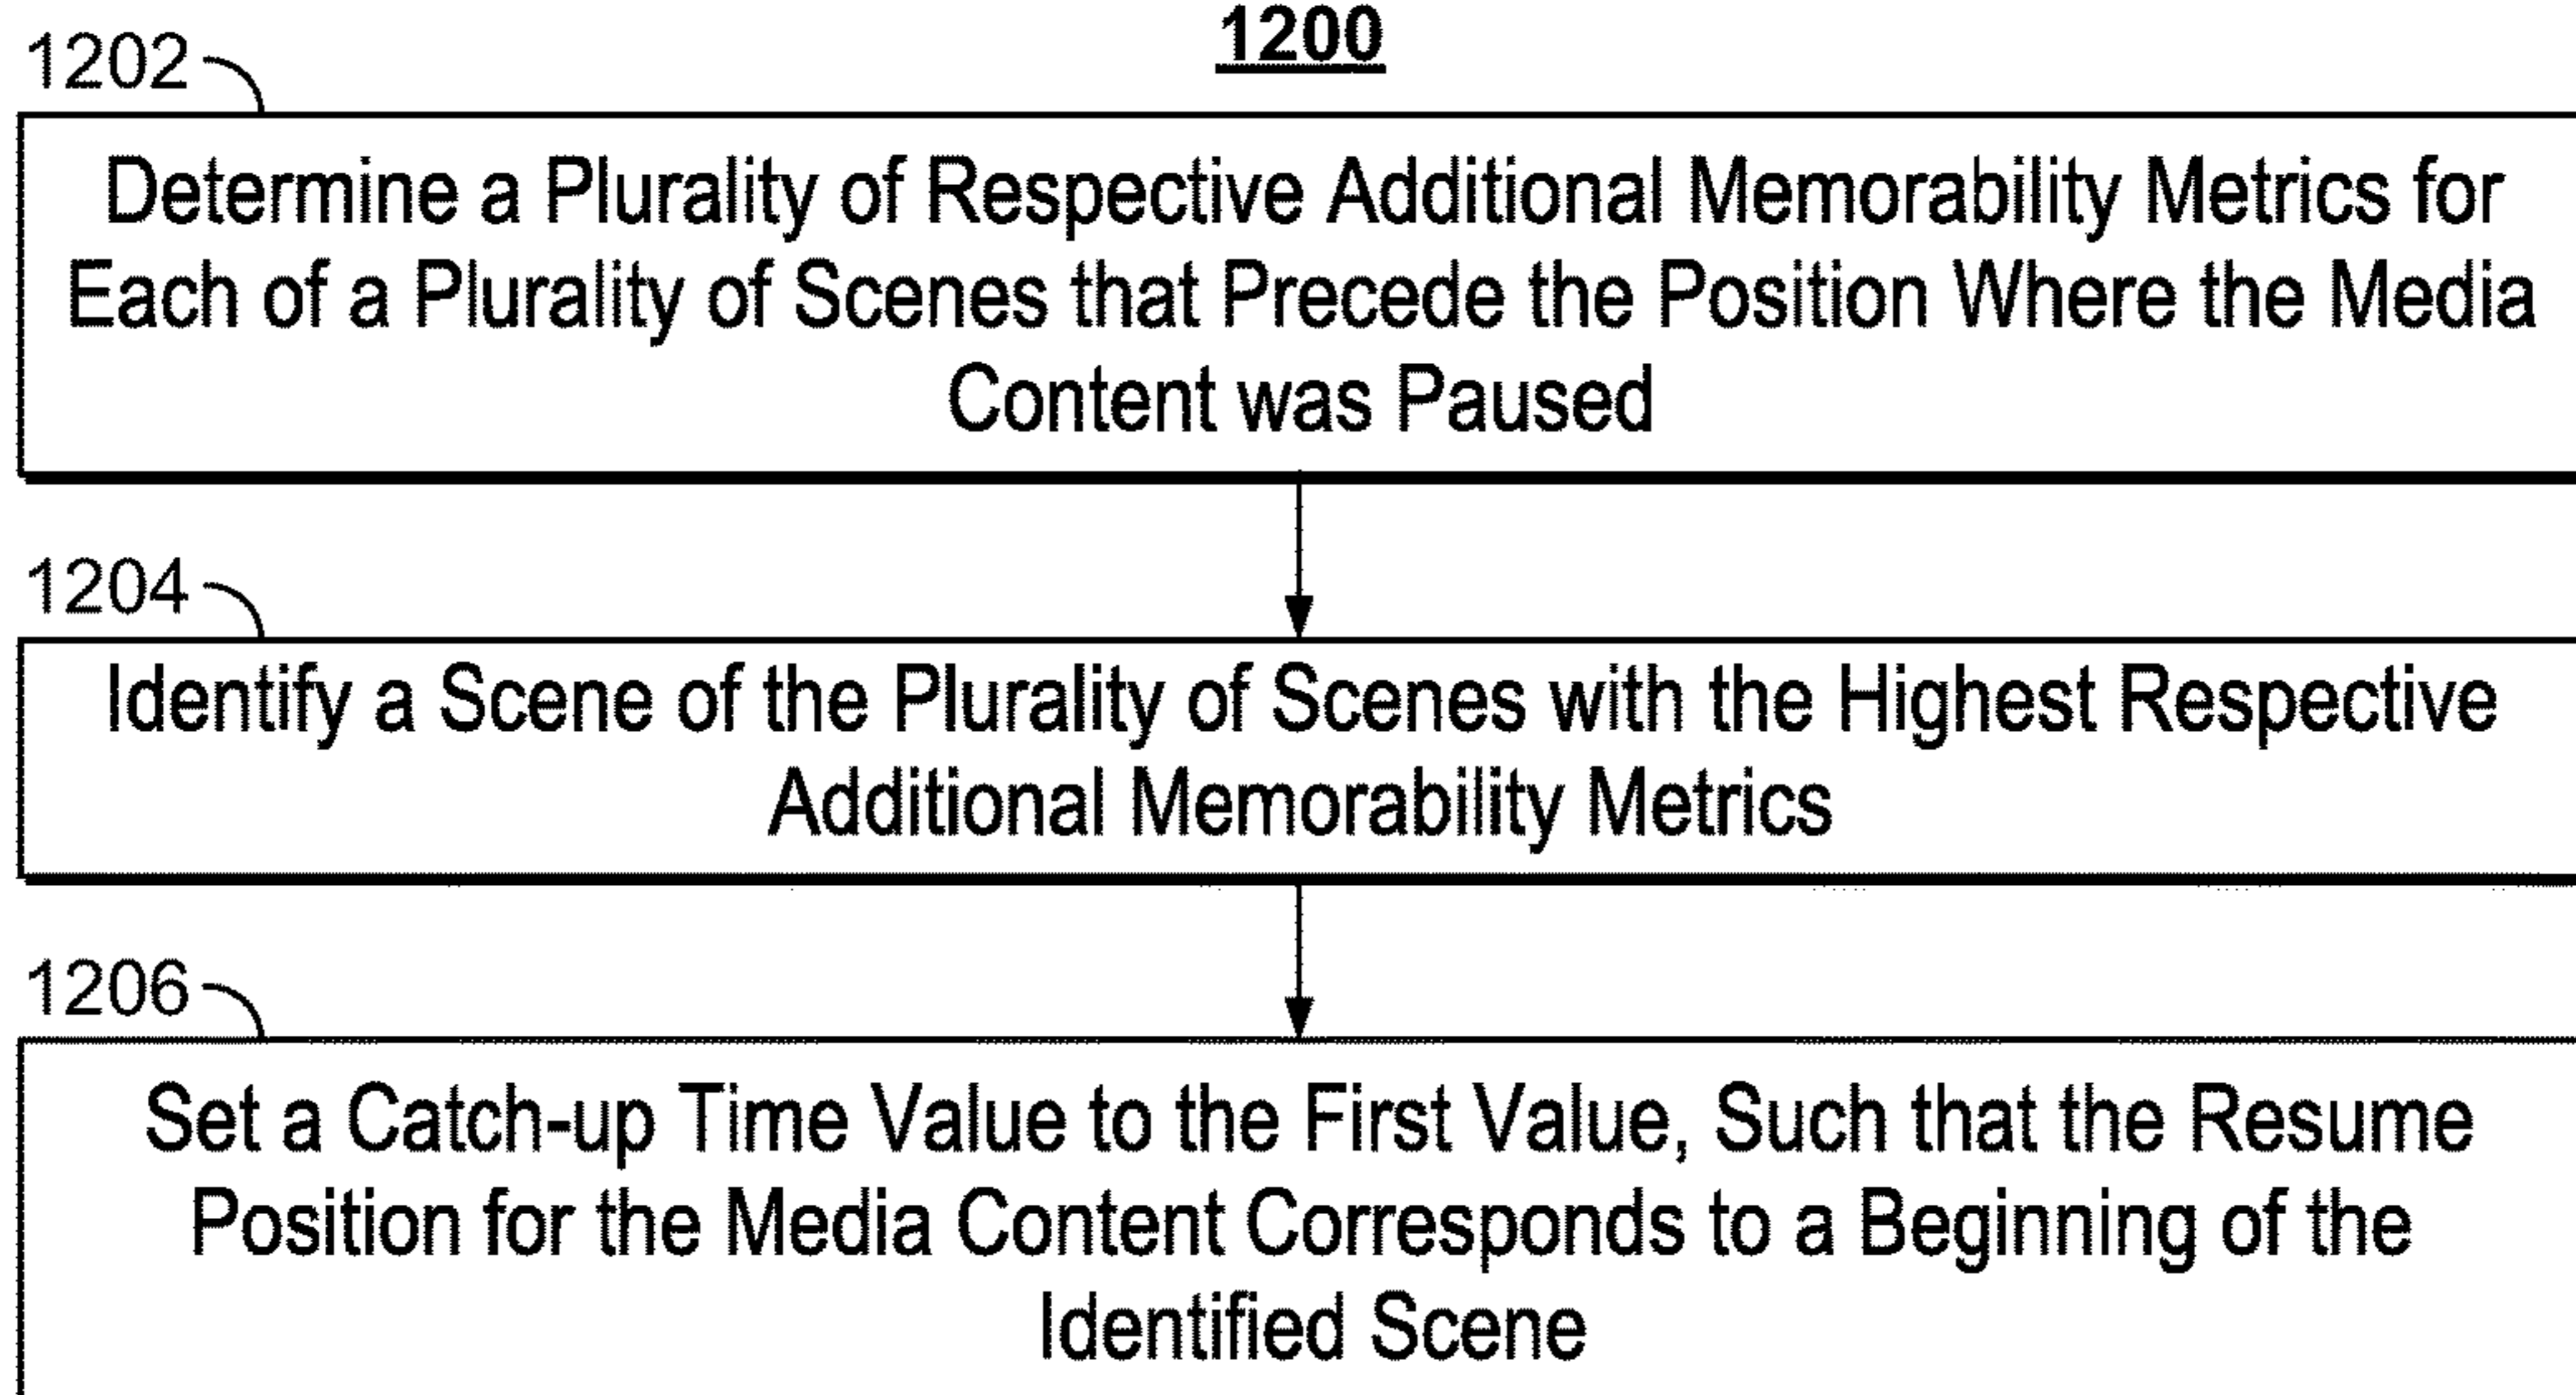 1200
1202
Determine a Plurality of Respective Additional Memorability Metrics for
Each of a Plurality of Scenes that Precede the Position Where the Media
Content was Paused
1204
Identify a Scene of the Plurality of Scenes with the Highest Respective
Additional Memorability Metrics
1206
Set a Catch-up Time Value to the First Value, Such that the Resume
Position for the Media Content Corresponds to a Beginning of the
Identified Scene